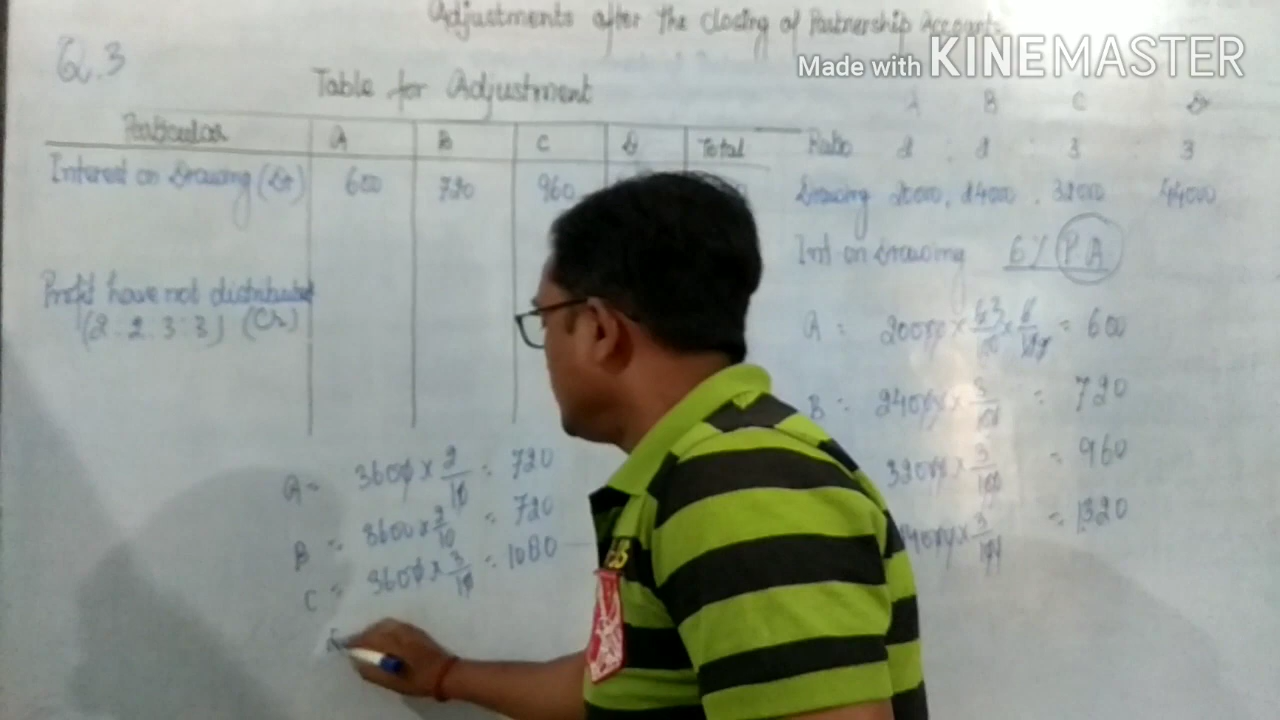 Adjustments after the closing of Partnership Account
Made with KINEMASTER
Q.3
Table for Adjustment
Particular A B C D Total
Interest on Drawing (Dr) 600 720 960
Profit have not distributed
(2:2:3:3) (Cr)
A = 3600 × 2/10 = 720
B = 3600 × 2/10 = 720
C = 3600 × 3/10 = 1080
A B C D
Ratio 2 : 2 : 3 : 3
Drawing 20000, 24000, 32000 44000
Int on Drawing 6% P A
A = 20000 × 6/100 × 6/12 = 600
B = 24000 × 3/100 = 720
32000 × 3/100 = 960
4000 × 3/100 = 1320